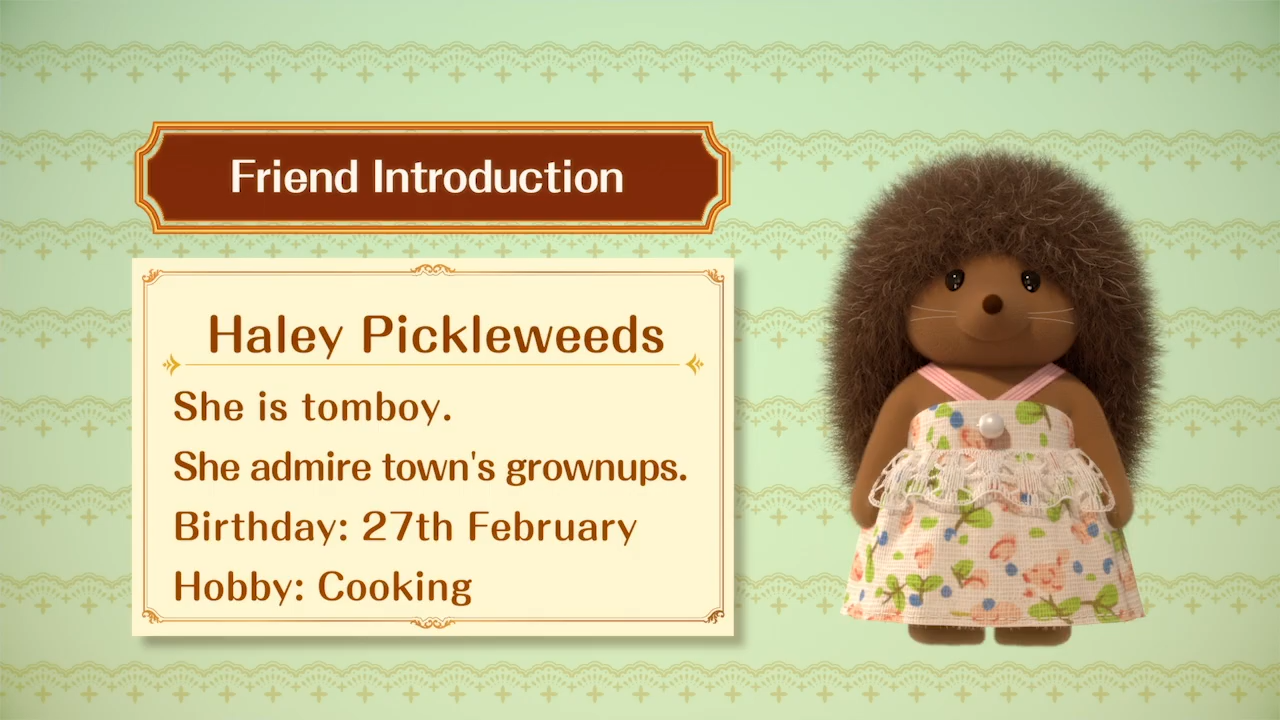 Friend Introduction
Haley Pickleweeds
She is tomboy.
She admire town's grownups.
Birthday: 27th February
Hobby: Cooking